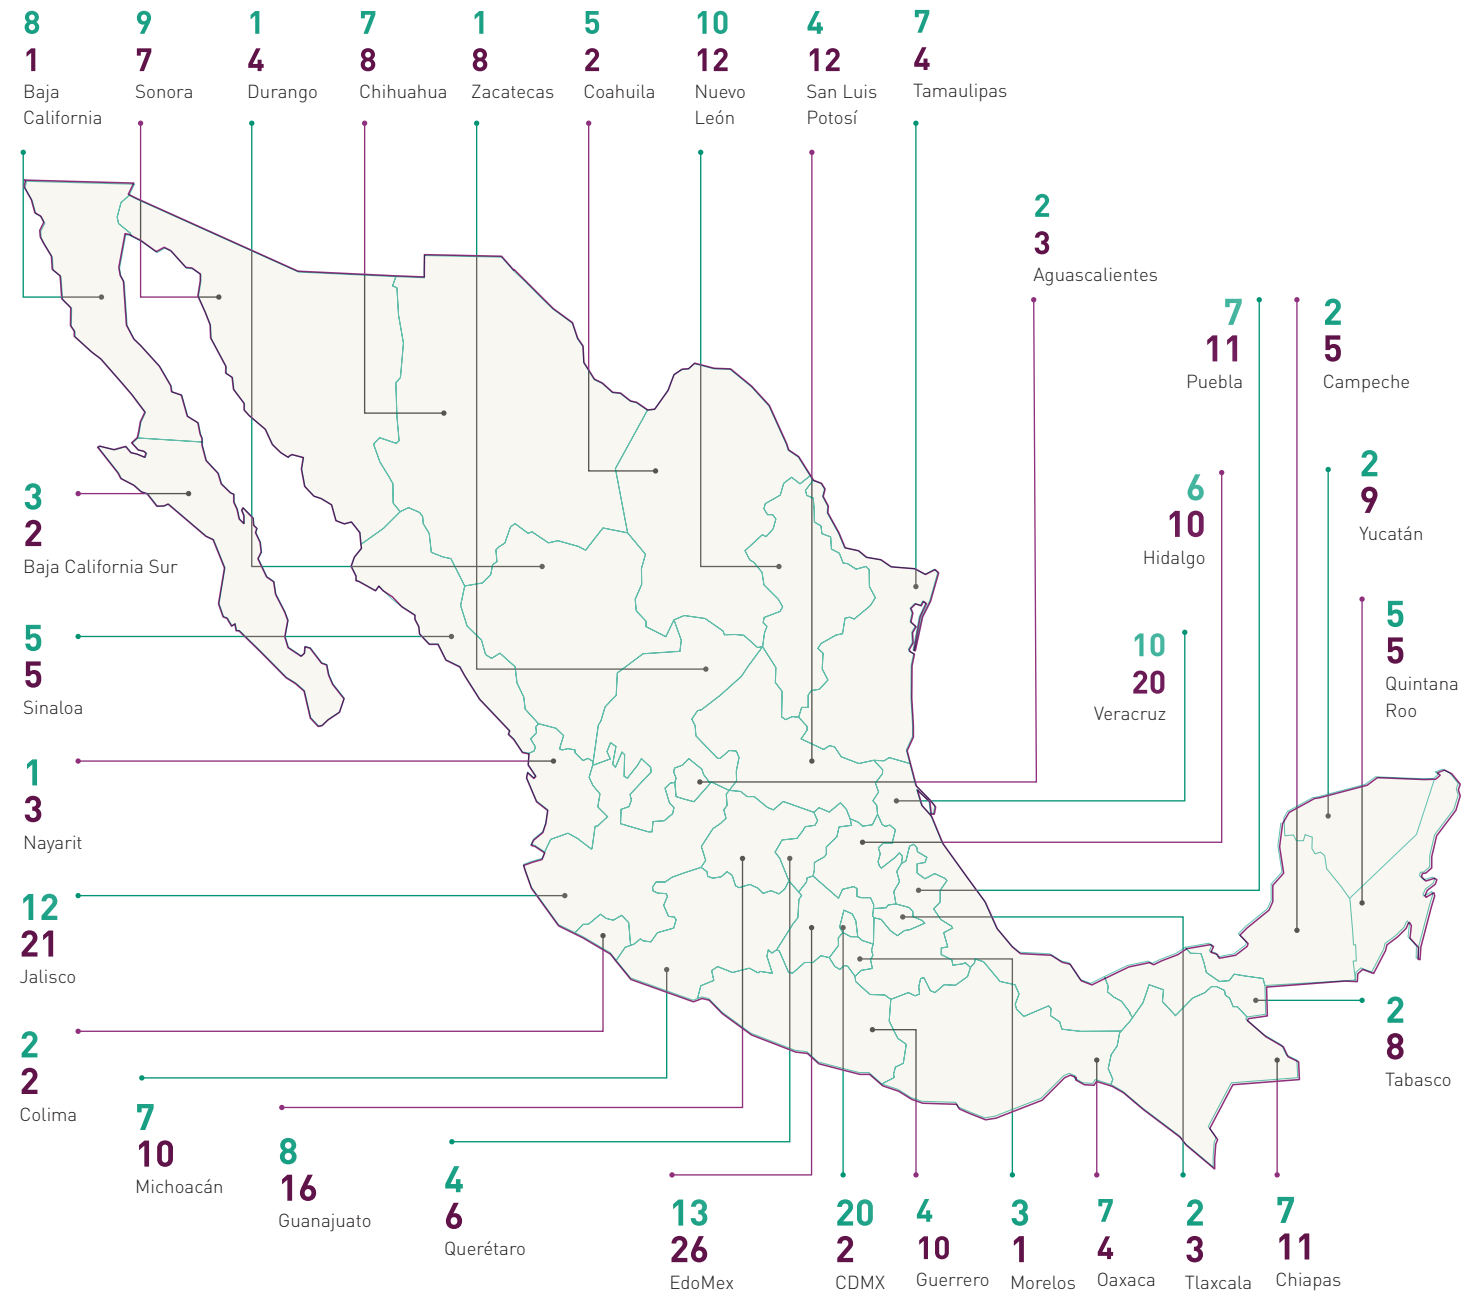 8
1
Baja
California
9
7
Sonora
1
4
Durango
7
8
Chihuahua
1
8
Zacatecas
5
2
Coahuila
10
12
Nuevo
León
4
12
San Luis
Potosí
7
4
Tamaulipas
2
3
Aguascalientes
7
11
Puebla
2
5
Campeche
6
10
Hidalgo
2
9
Yucatán
10
20
Veracruz
5
5
Quintana
Roo
3
2
Baja California Sur
5
5
Sinaloa
1
3
Nayarit
12
21
Jalisco
2
2
Colima
7
10
Michoacán
8
16
Guanajuato
4
6
Querétaro
13
26
EdoMex
20
2
CDMX
4
10
Guerrero
3
1
Morelos
7
4
Oaxaca
2
3
Tlaxcala
7
11
Chiapas
2
8
Tabasco